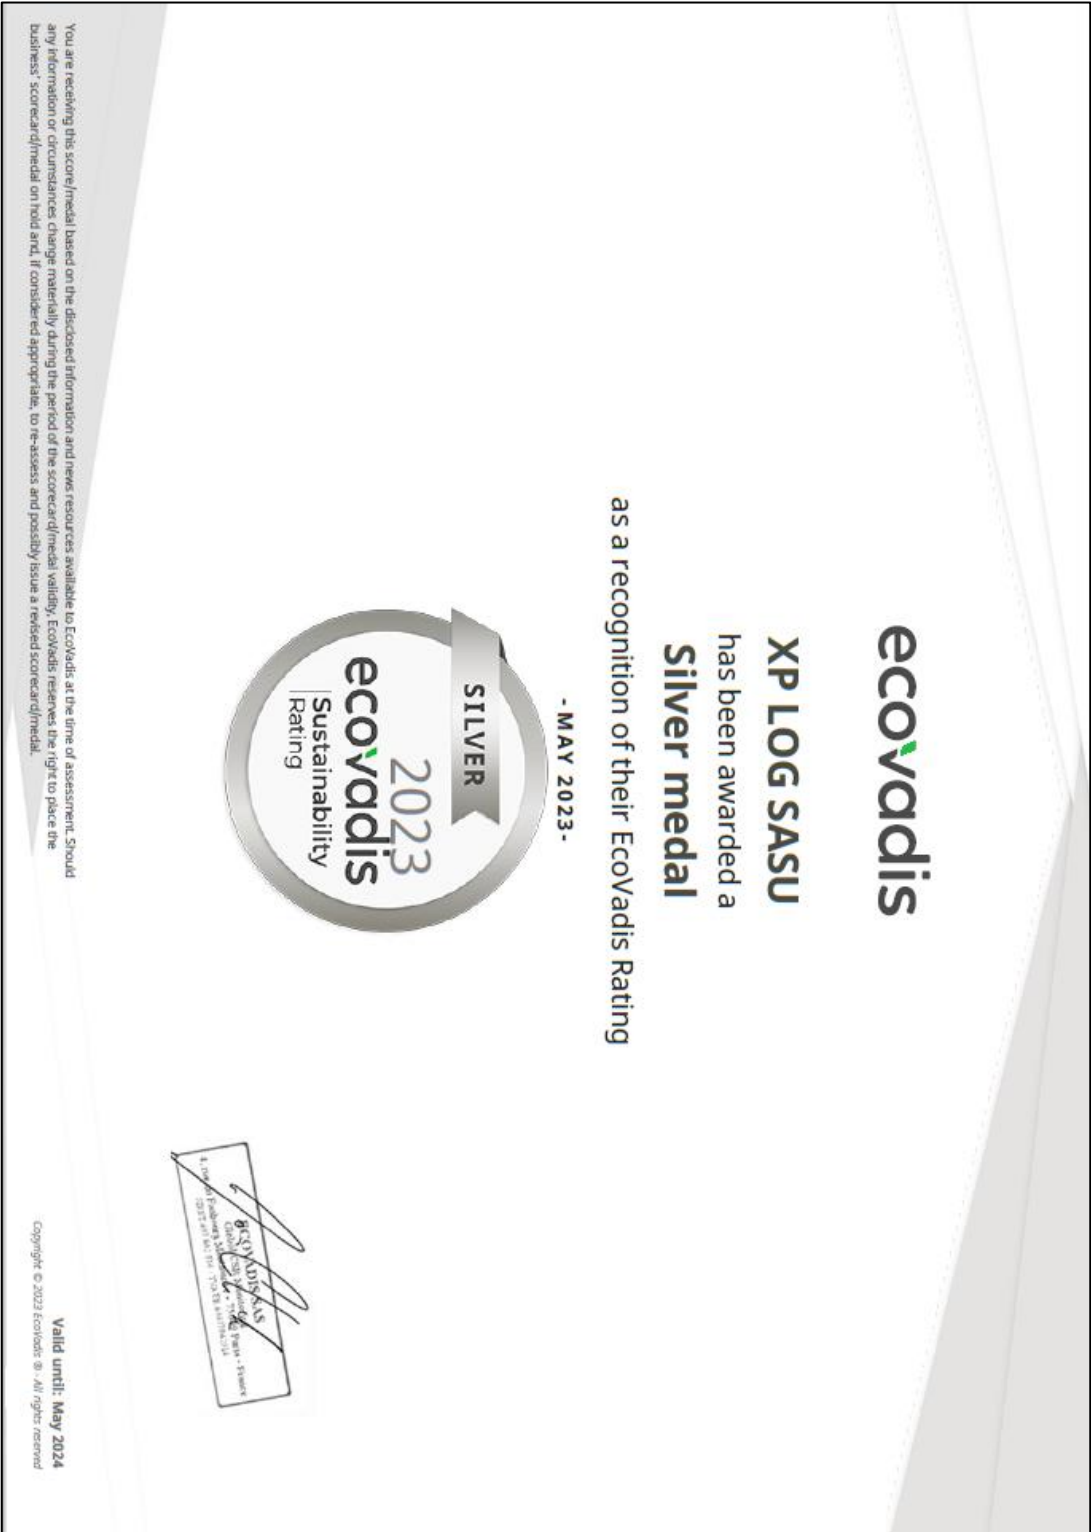 ecovadis
XP LOG SASU
has been awarded a
Silver medal
as a recognition of their EcoVadis Rating
- MAY 2023-
SILVER
2023
ecovadis
Sustainability
Rating
ECOVADIS SAS
You are receiving this score/medal based on the disclosed information and news resources available to EcoVadis at the time of assessment. Should
any information or circumstances change materially during the period of the scorecard/medal validity, EcoVadis reserves the right to place the
business' scorecard/medal on hold and, if considered appropriate, to re-assess and possibly issue a revised scorecard/medal.
Valid until: May 2024
Copyright © 2023 EcoVadis ® - All rights reserved